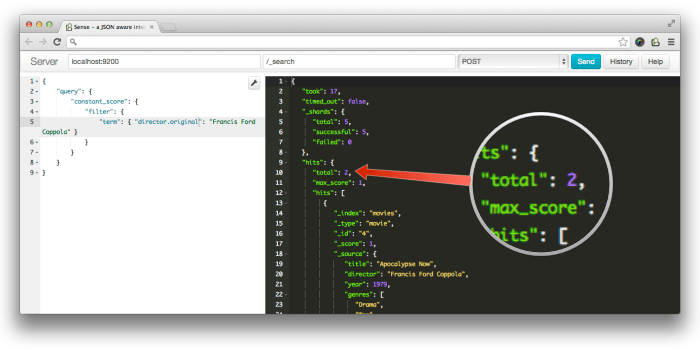 Sense – a JSON aware inte
Server
localhost:9200
/_search
POST
Send
History
Help
1 {
2 "query": {
3 "constant_score": {
4 "filter": {
5 "term": { "director.original": "Francis Ford
Coppola" }
6 }
7 }
8 }
9 }
1 {
2 "took": 17,
3 "timed_out": false,
4 "_shards": {
5 "total": 5,
6 "successful": 5,
7 "failed": 0
8 },
9 "hits": {
10 "total": 2,
11 "max_score": 1,
12 "hits": [
13 {
14 "_index": "movies",
15 "_type": "movie",
16 "_id": "4",
17 "_score": 1,
18 "_source": {
19 "title": "Apocalypse Now",
20 "director": "Francis Ford Coppola",
21 "year": 1979,
22 "genres": [
23 "Drama",
24
ts": {
"total": 2,
"max_score":
hits": [